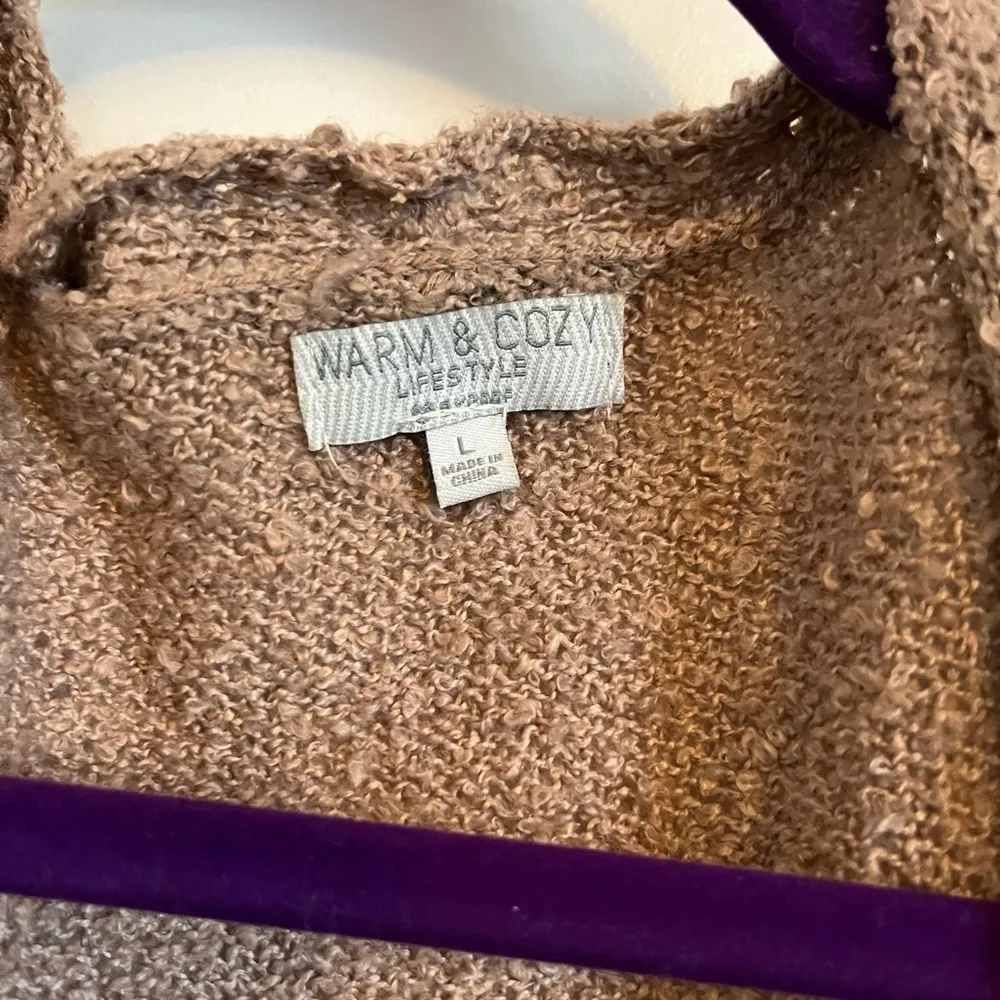 WARM & COZY
LIFESTYLE
L
MADE IN
CHINA